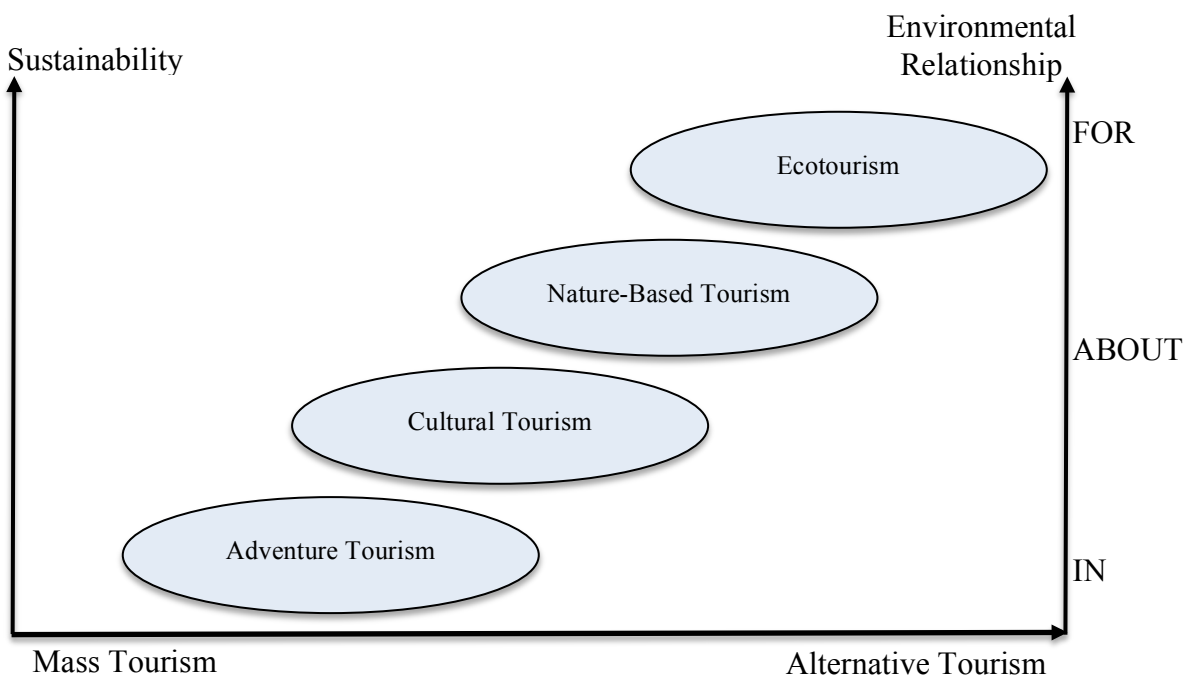 Environmental
Relationship
Sustainability
FOR
Ecotourism
Nature-Based Tourism
ABOUT
Cultural Tourism
Adventure Tourism
IN
Mass Tourism
Alternative Tourism